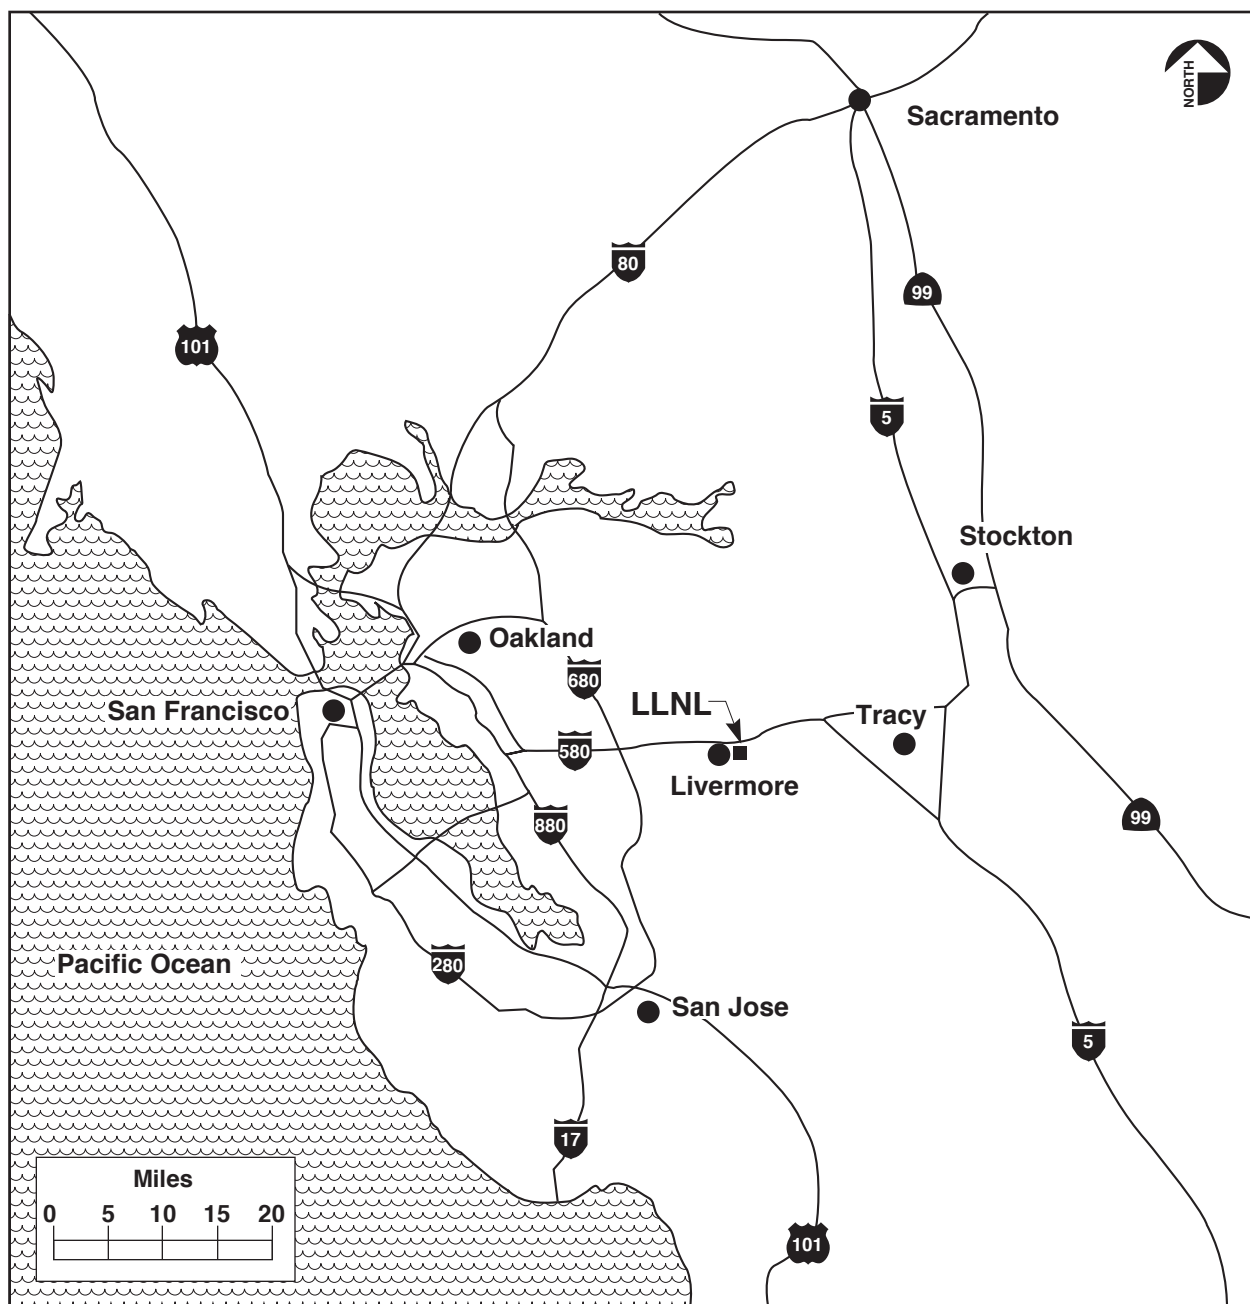 NORTH
Sacramento
80
99
101
5
Stockton
Oakland
680
LLNL
San Francisco
Tracy
580
Livermore
880
99
Pacific Ocean
280
San Jose
5
17
Miles
0 5 10 15 20
101